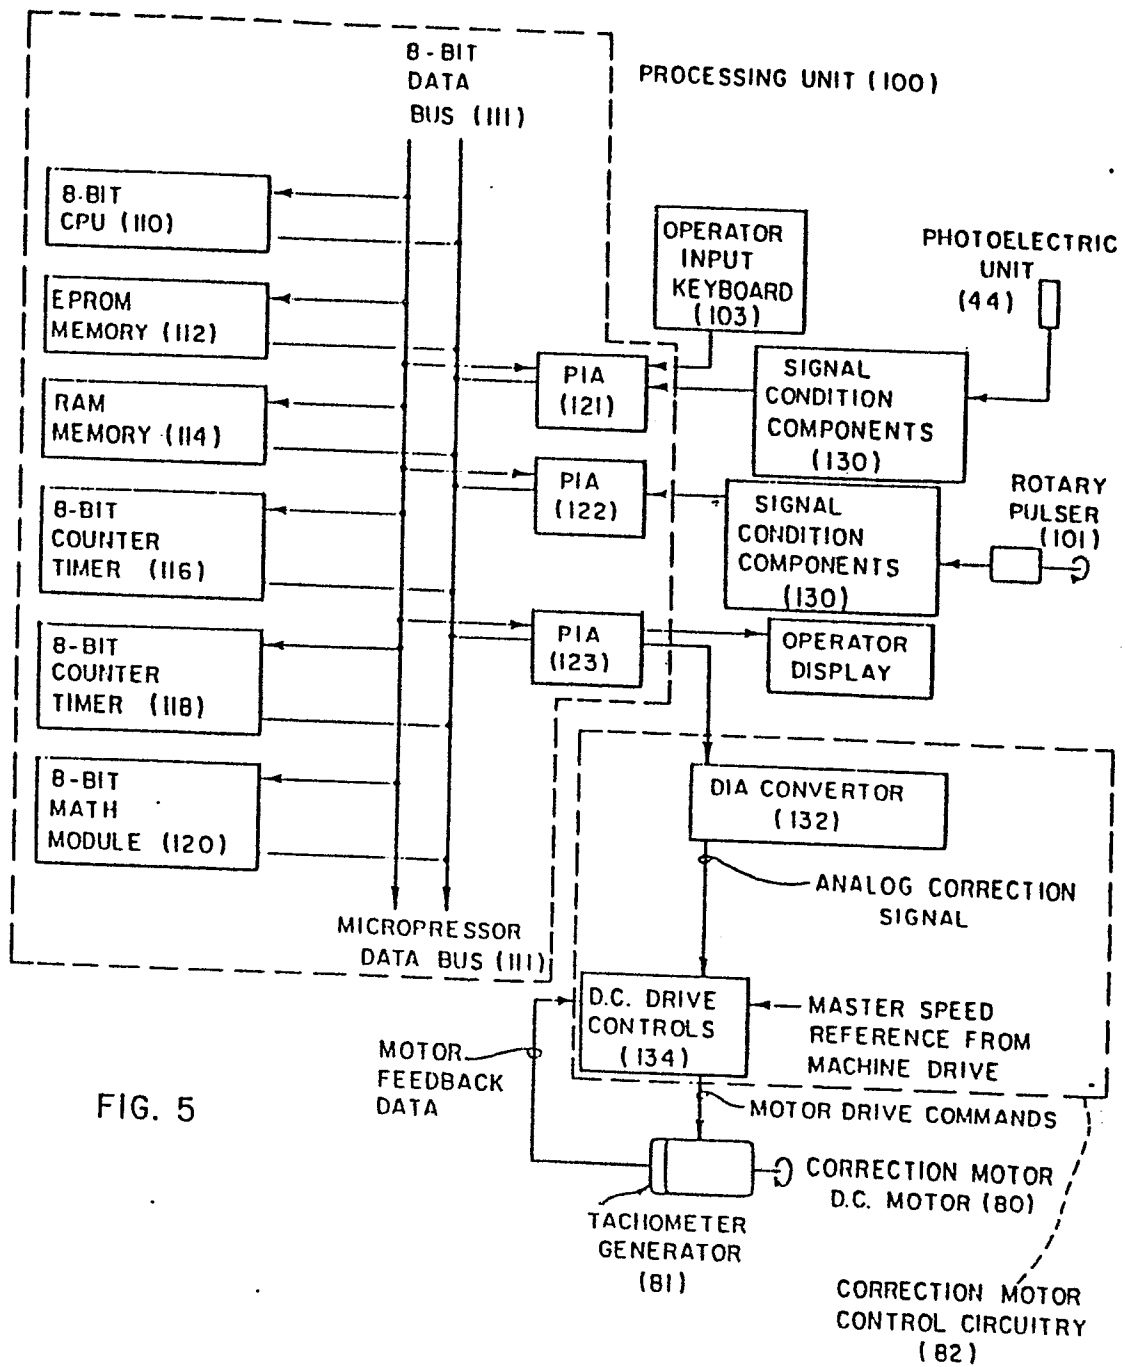 8-BIT
DATA
BUS (111)
PROCESSING UNIT (100)
8-BIT
CPU (110)
EPROM
MEMORY (112)
RAM
MEMORY (114)
8-BIT
COUNTER
TIMER (116)
8-BIT
COUNTER
TIMER (118)
8-BIT
MATH
MODULE (120)
MICROPRESSOR
DATA BUS (111)
PIA
(121)
PIA
(122)
PIA
(123)
OPERATOR
INPUT
KEYBOARD
(103)
PHOTOELECTRIC
UNIT
(44)
SIGNAL
CONDITION
COMPONENTS
(130)
SIGNAL
CONDITION
COMPONENTS
(130)
ROTARY
PULSER
(101)
OPERATOR
DISPLAY
DIA CONVERTOR
(132)
ANALOG CORRECTION
SIGNAL
D.C. DRIVE
CONTROLS
(134)
MASTER SPEED
REFERENCE FROM
MACHINE DRIVE
MOTOR
FEEDBACK
DATA
MOTOR DRIVE COMMANDS
CORRECTION MOTOR
D.C. MOTOR (80)
TACHOMETER
GENERATOR
(81)
CORRECTION MOTOR
CONTROL CIRCUITRY
(82)
FIG. 5